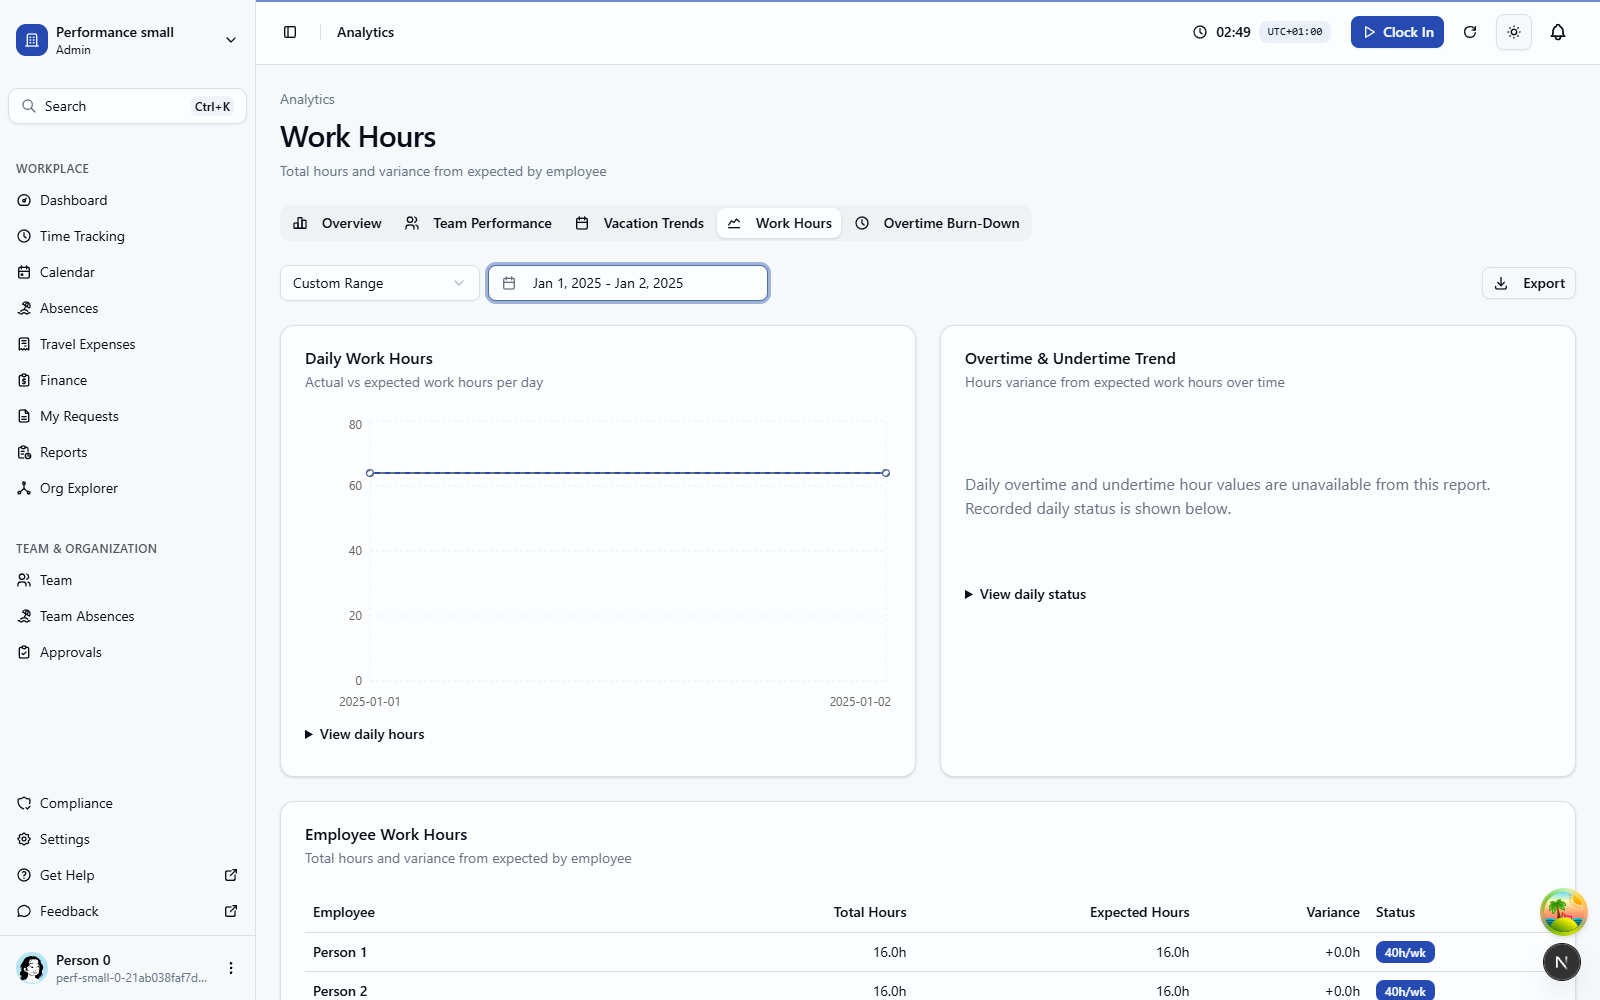 Performance small
Admin
Search
Ctrl+K
WORKPLACE
Dashboard
Time Tracking
Calendar
Absences
Travel Expenses
Finance
My Requests
Reports
Org Explorer
TEAM & ORGANIZATION
Team
Team Absences
Approvals
Compliance
Settings
Get Help
Feedback
Person 0
perf-small-0-21ab038faf7d...
Analytics
02:49
UTC+01:00
Clock In
Analytics
Work Hours
Total hours and variance from expected by employee
Overview
Team Performance
Vacation Trends
Work Hours
Overtime Burn-Down
Custom Range
Jan 1, 2025 - Jan 2, 2025
Export
Daily Work Hours
Actual vs expected work hours per day
80
60
40
20
0
2025-01-01
2025-01-02
View daily hours
Overtime & Undertime Trend
Hours variance from expected work hours over time
Daily overtime and undertime hour values are unavailable from this report.
Recorded daily status is shown below.
View daily status
Employee Work Hours
Total hours and variance from expected by employee
Employee Total Hours Expected Hours Variance Status
Person 1 16.0h 16.0h +0.0h 40h/wk
Person 2 16.0h 16.0h +0.0h 40h/wk
N